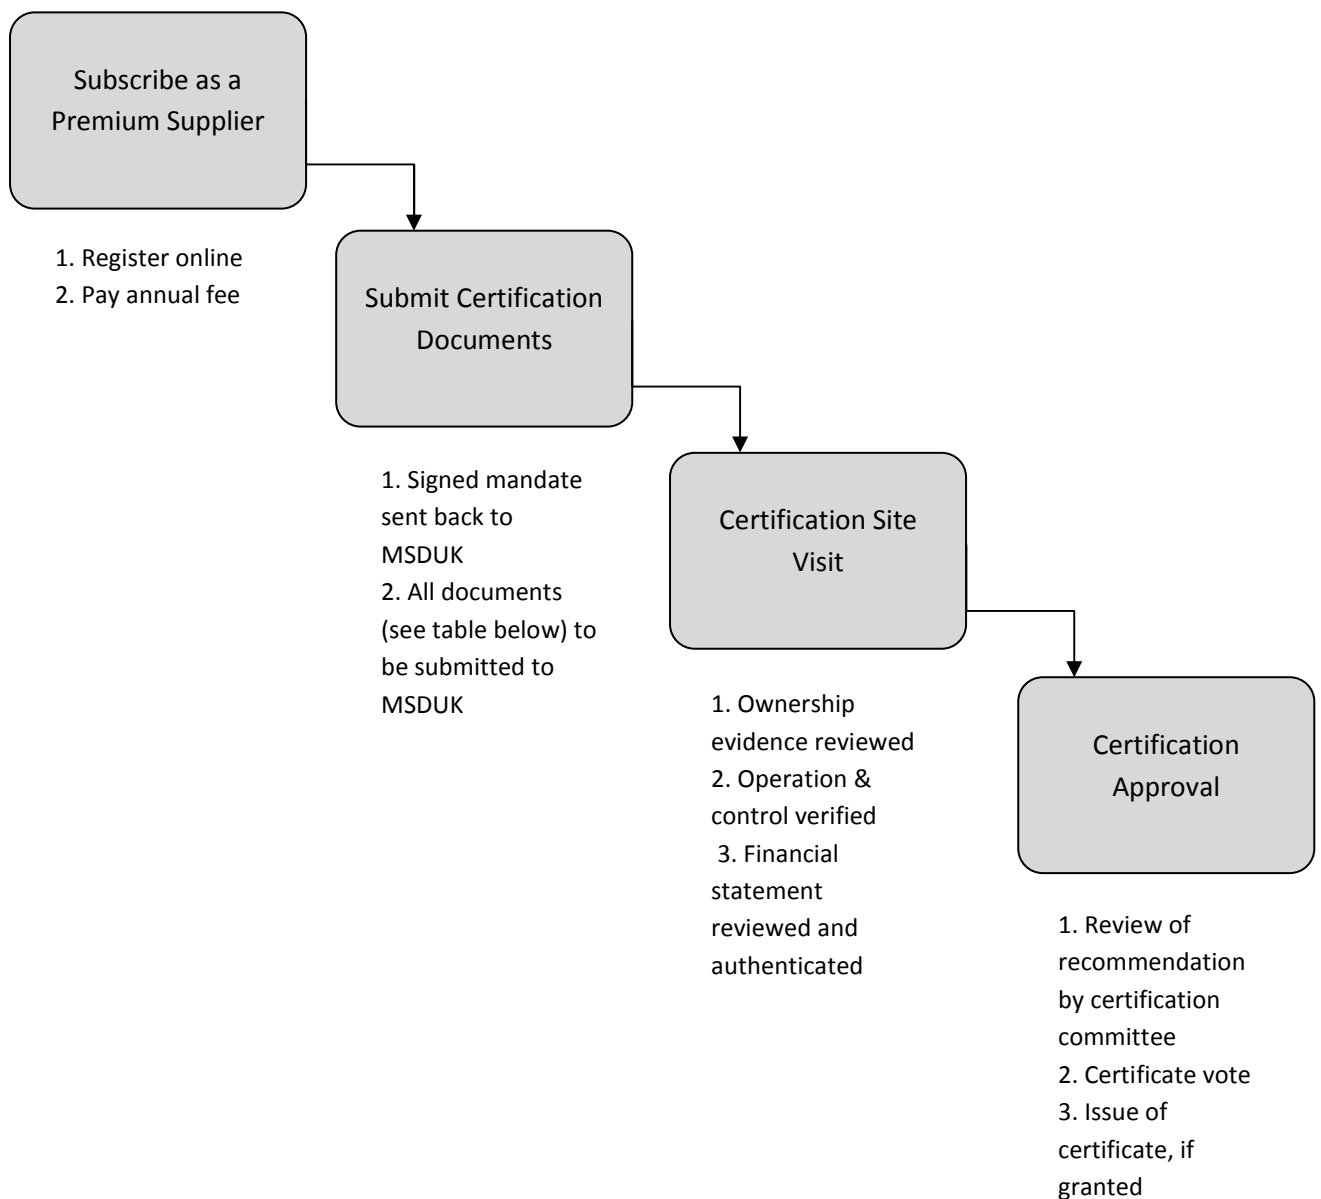 Subscribe as a
Premium Supplier
1. Register online
2. Pay annual fee
Submit Certification
Documents
1. Signed mandate
sent back to
MSDUK
2. All documents
(see table below) to
be submitted to
MSDUK
Certification Site
Visit
1. Ownership
evidence reviewed
2. Operation &
control verified
3. Financial
statement
reviewed and
authenticated
Certification
Approval
1. Review of
recommendation
by certification
committee
2. Certificate vote
3. Issue of
certificate, if
granted